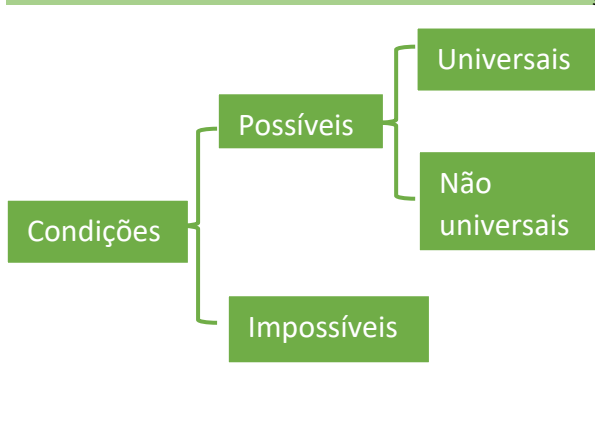 Universais
Possíveis
Não
universais
Condições
Impossíveis